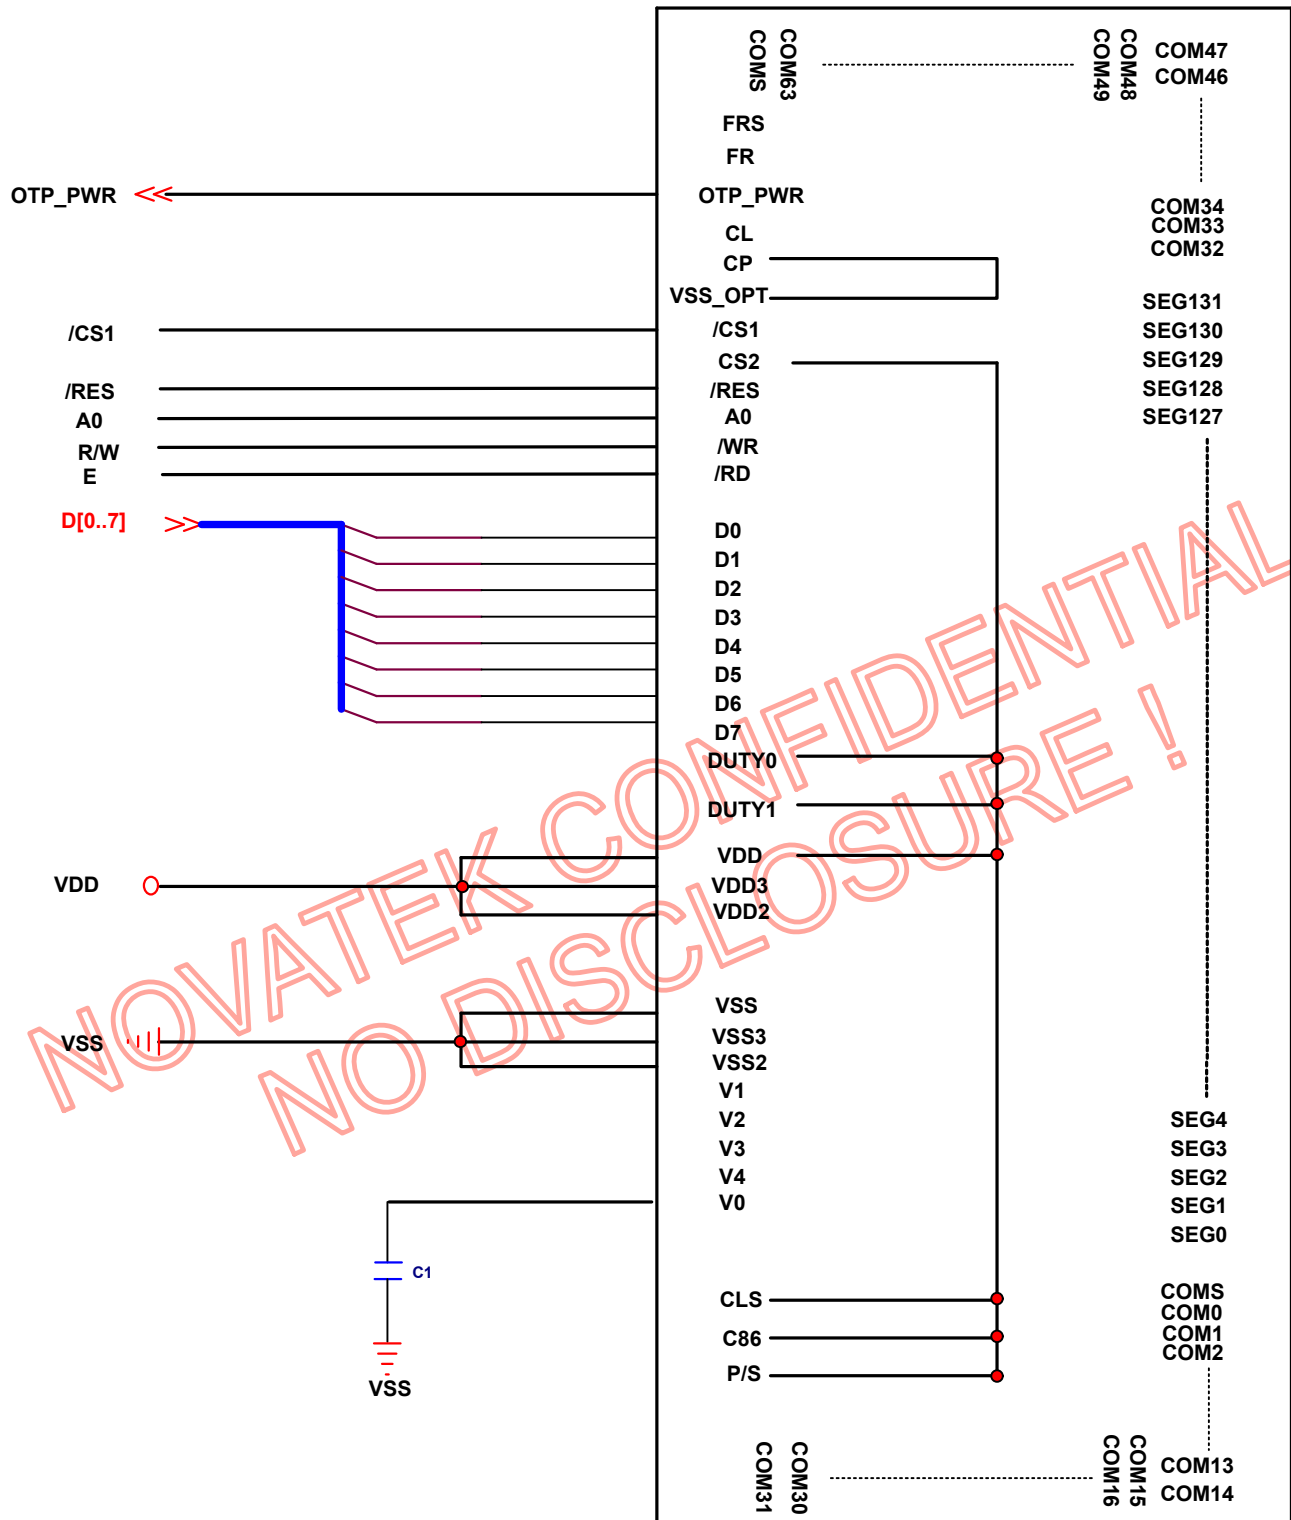 COMS COM63 COM49 COM48 COM47
COM46
FRS
FR
OTP_PWR OTP_PWR COM34
COM33
CL COM32
CP
VSS_OPT SEG131
/CS1 /CS1 SEG130
CS2 SEG129
/RES /RES SEG128
A0 A0 SEG127
R/W /WR
E /RD
D[0..7]
D0
D1
D2
D3
D4
D5
D6
D7
DUTY0
DUTY1
VDD
VDD VDD3
VDD2
NOVATEK CONFIDENTIAL
NO DISCLOSURE !
VSS
VSS VSS3
VSS2
V1
V2 SEG4
V3 SEG3
V4 SEG2
V0 SEG1
SEG0
C1
CLS COMS
COM0
C86 COM1
COM2
P/S
VSS
COM31 COM30 COM16 COM15 COM13
COM14